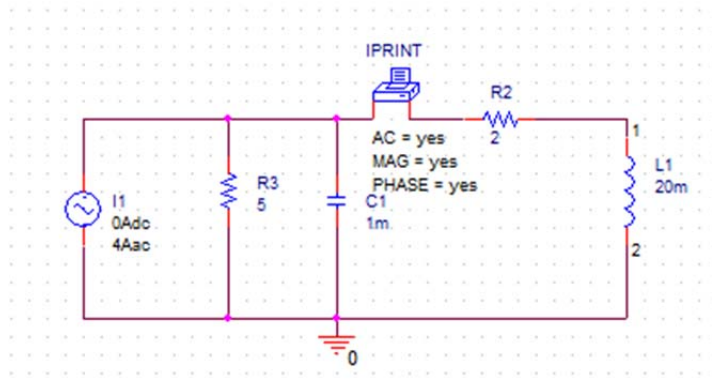 IPRINT
R2
2
AC = yes
MAG = yes
PHASE = yes
1
L1
20m
2
R3
5
C1
1m
I1
0Adc
4Aac
0